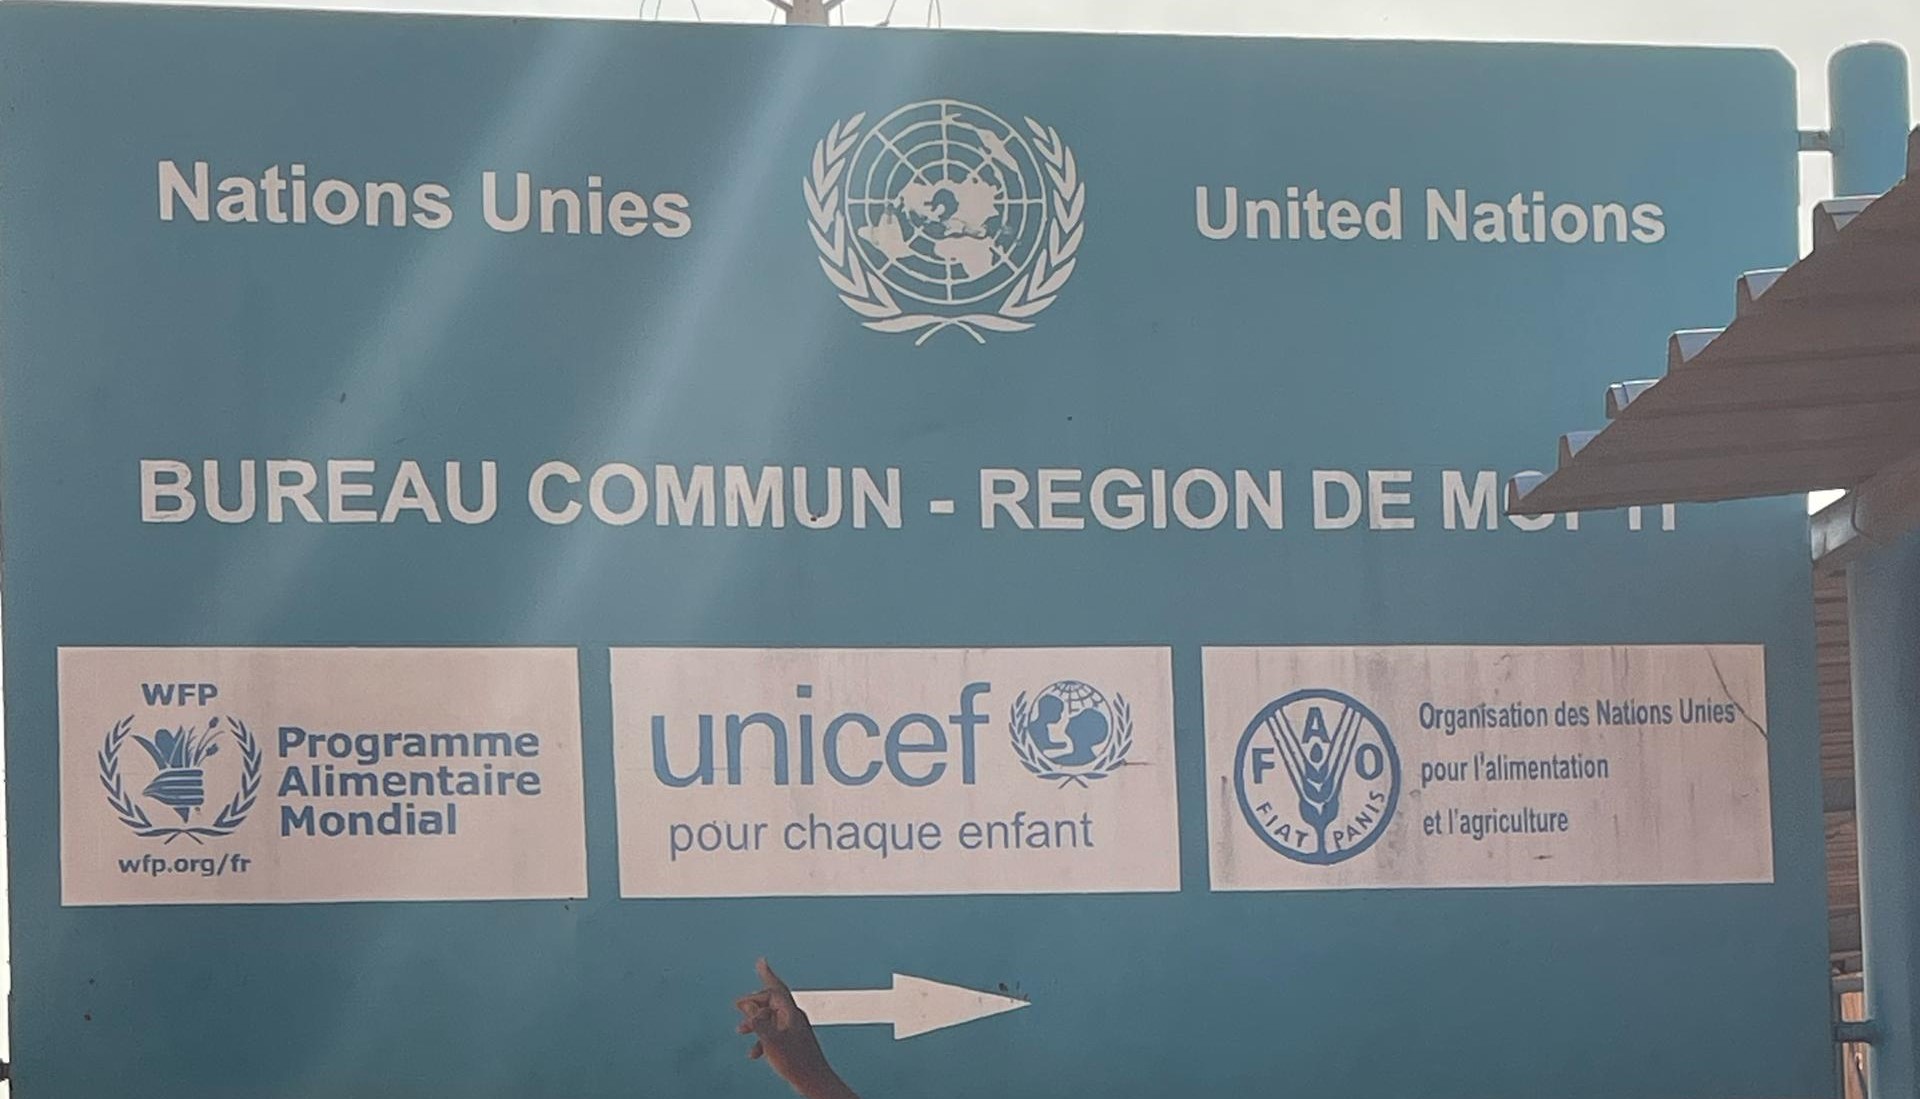 Nations Unies
United Nations
BUREAU COMMUN - REGION DE
WFP
Programme
Alimentaire
Mondial
wfp.org/fr
unicef
pour chaque enfant
FAO
FIAT PANIS
Organisation des Nations Unies
pour l'alimentation
et l'agriculture